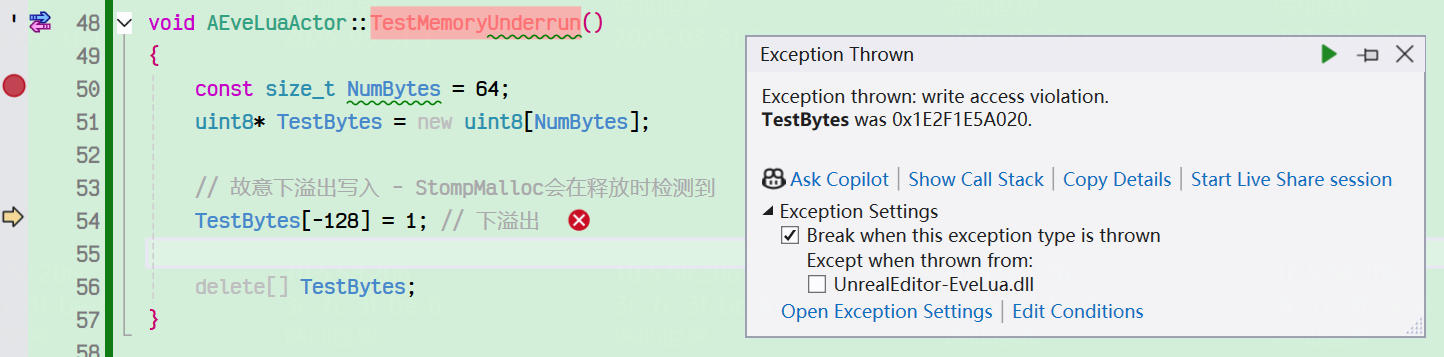 48 void AEveLuaActor::TestMemoryUnderrun()
49 {
50 const size_t NumBytes = 64;
51 uint8* TestBytes = new uint8[NumBytes];
52
53 // 故意下溢出写入 - StompMalloc会在释放时检测到
54 TestBytes[-128] = 1; // 下溢出
55
56 delete[] TestBytes;
57 }
58
Exception Thrown
Exception thrown: write access violation.
TestBytes was 0x1E2F1E5A020.
Ask Copilot | Show Call Stack | Copy Details | Start Live Share session
Exception Settings
Break when this exception type is thrown
Except when thrown from:
UnrealEditor-EveLua.dll
Open Exception Settings | Edit Conditions